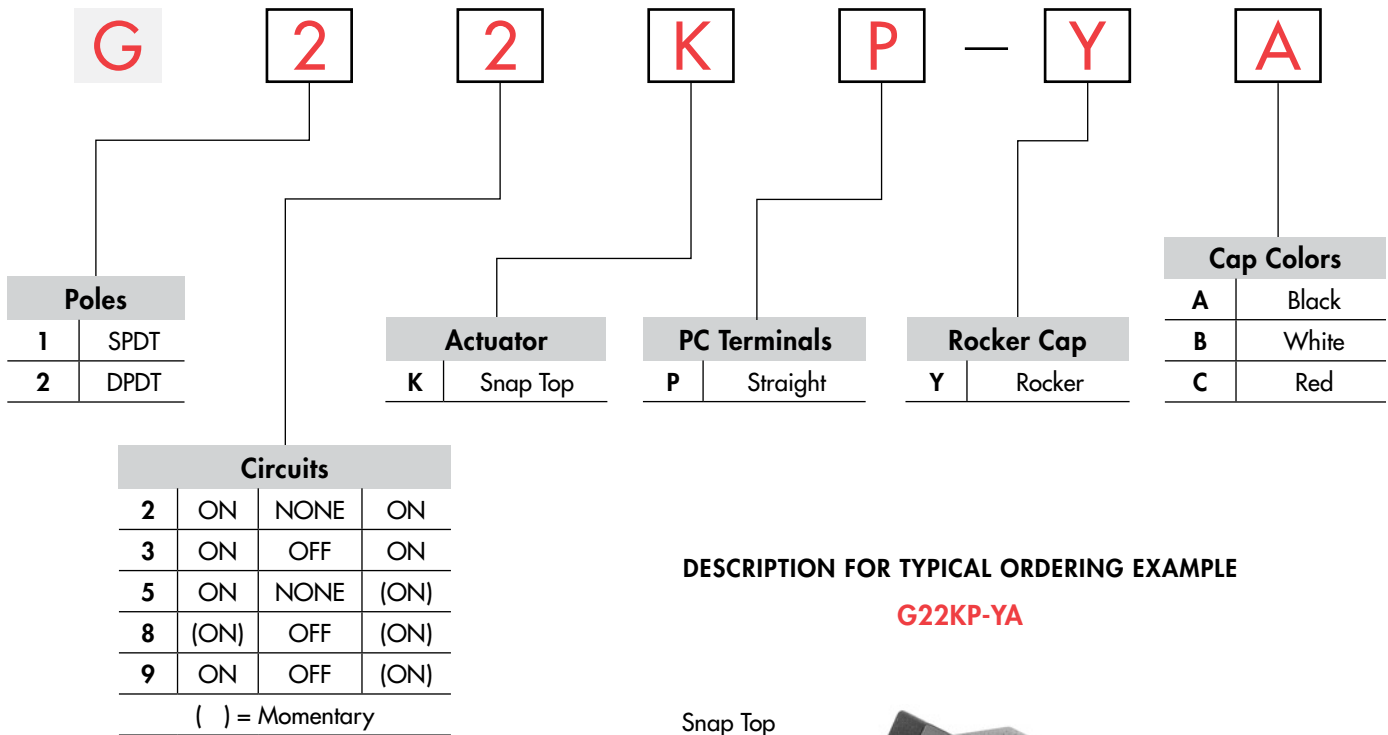 G 2 2 K P — Y A
Poles
1 SPDT
2 DPDT
Circuits
2 ON NONE ON
3 ON OFF ON
5 ON NONE (ON)
8 (ON) OFF (ON)
9 ON OFF (ON)
( ) = Momentary
Actuator
K Snap Top
PC Terminals
P Straight
Rocker Cap
Y Rocker
Cap Colors
A Black
B White
C Red
DESCRIPTION FOR TYPICAL ORDERING EXAMPLE
G22KP-YA
Snap Top